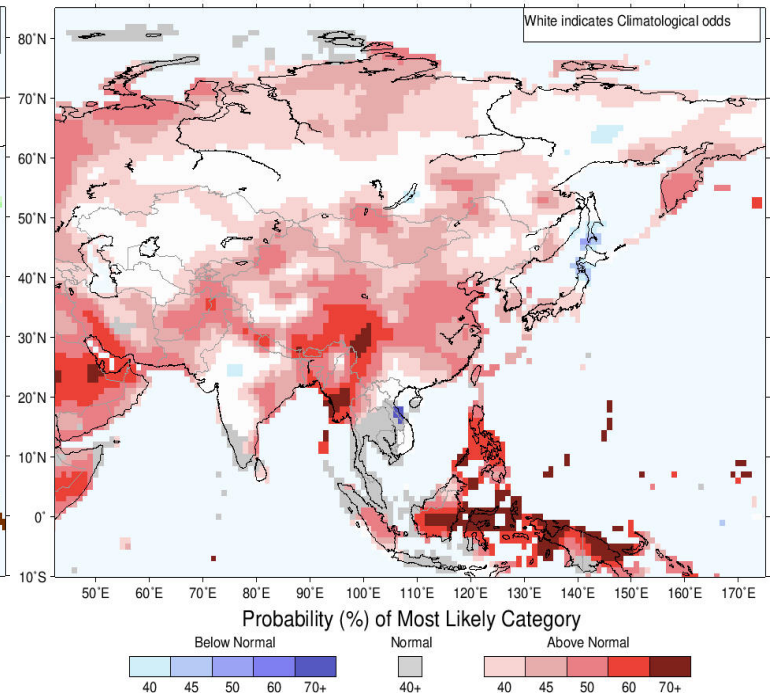 White indicates Climatological odds
80°N
70°N
60°N
50°N
40°N
30°N
20°N
10°N
0°
10°S
50°E 60°E 70°E 80°E 90°E 100°E 110°E 120°E 130°E 140°E 150°E 160°E 170°E
Probability (%) of Most Likely Category
Below Normal Normal Above Normal
40 45 50 60 70+ 40+ 40 45 50 60 70+